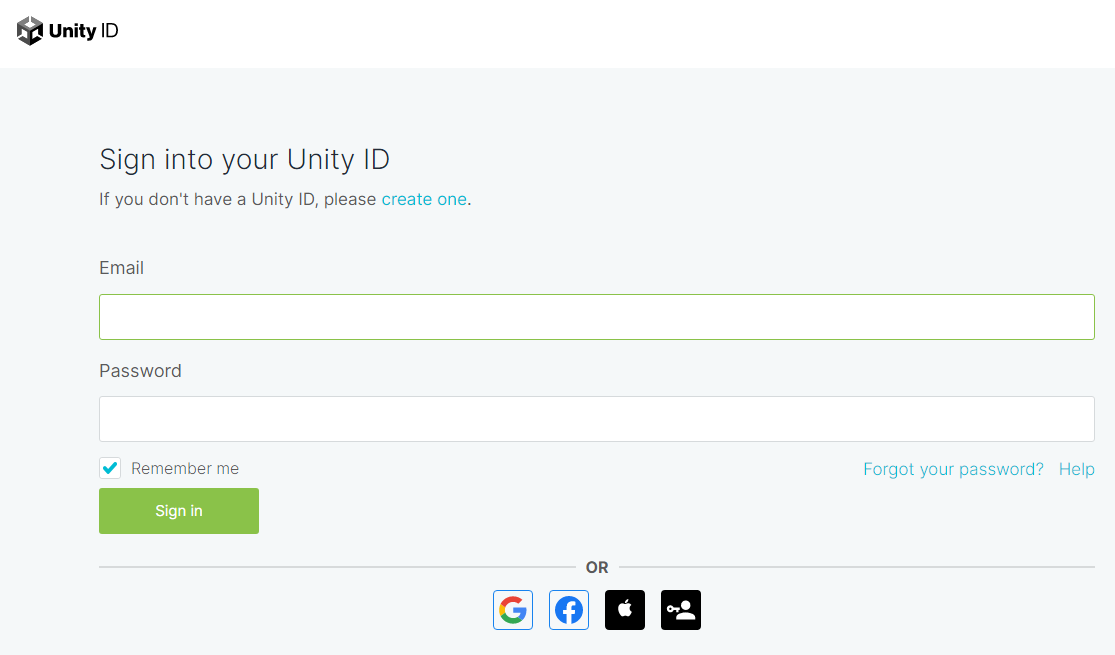 Unity ID
Sign into your Unity ID
If you don't have a Unity ID, please create one.
Email
Password
Remember me
Forgot your password? Help
Sign in
OR